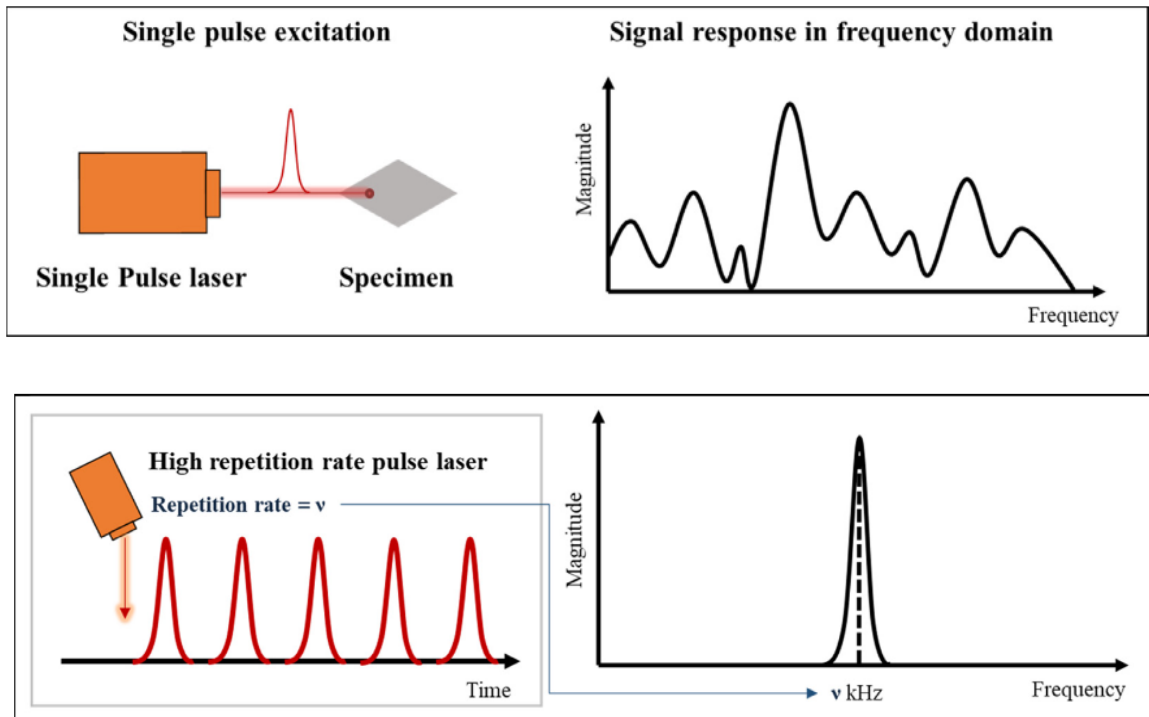 Single pulse excitation
Signal response in frequency domain
Magnitude
Single Pulse laser
Specimen
Frequency
High repetition rate pulse laser
Repetition rate = ν
Magnitude
Time
ν kHz
Frequency